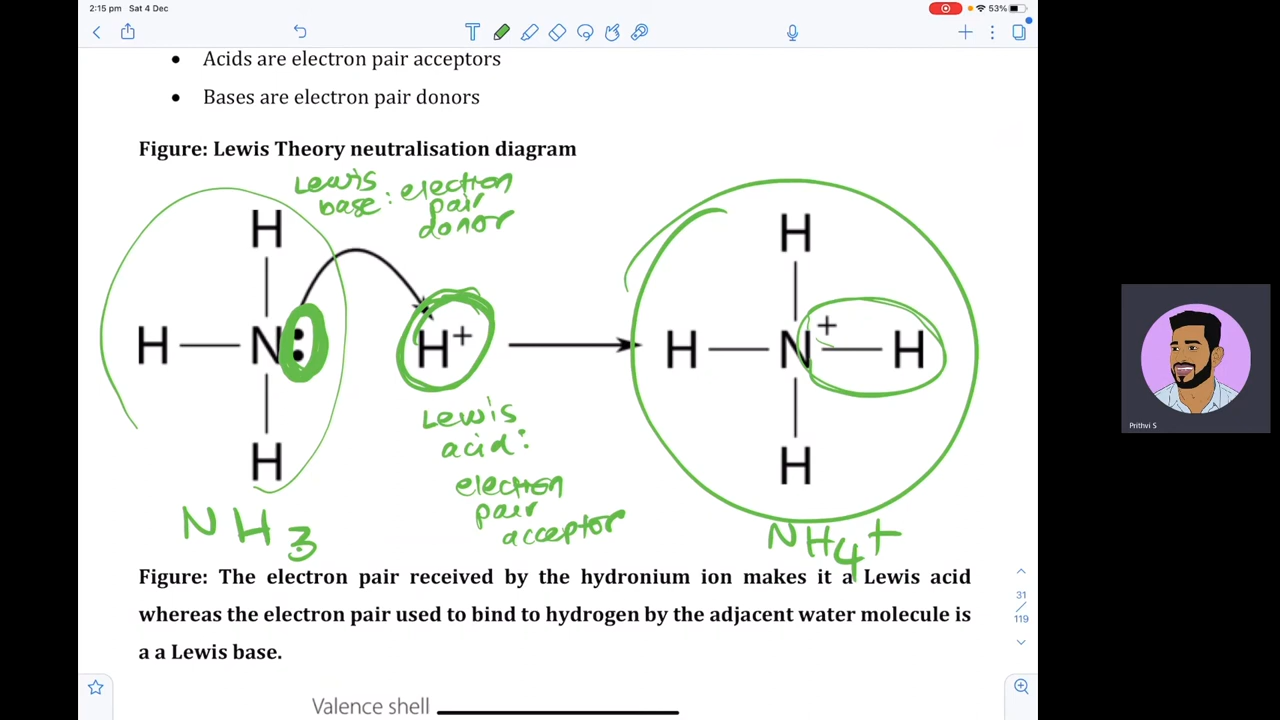 2:15 pm Sat 4 Dec
53%
• Acids are electron pair acceptors
• Bases are electron pair donors
Figure: Lewis Theory neutralisation diagram
Lewis
base: electron
pair
donor
H
H N: H+
H
Lewis
acid:
electron
pair
acceptor
NH3
H
H N+ H
H
NH4+
Figure: The electron pair received by the hydronium ion makes it a Lewis acid
whereas the electron pair used to bind to hydrogen by the adjacent water molecule is
a a Lewis base.
Valence shell
31
/
119
Prithvi S